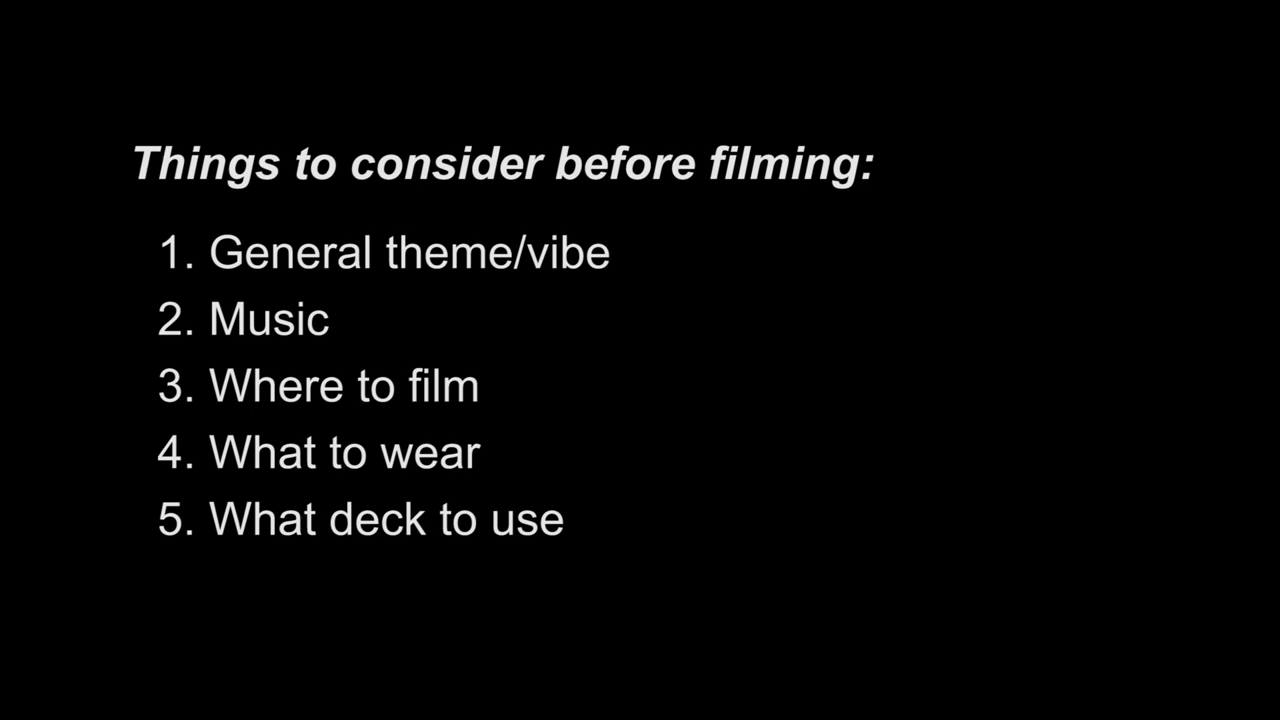 Things to consider before filming:
1. General theme/vibe
2. Music
3. Where to film
4. What to wear
5. What deck to use